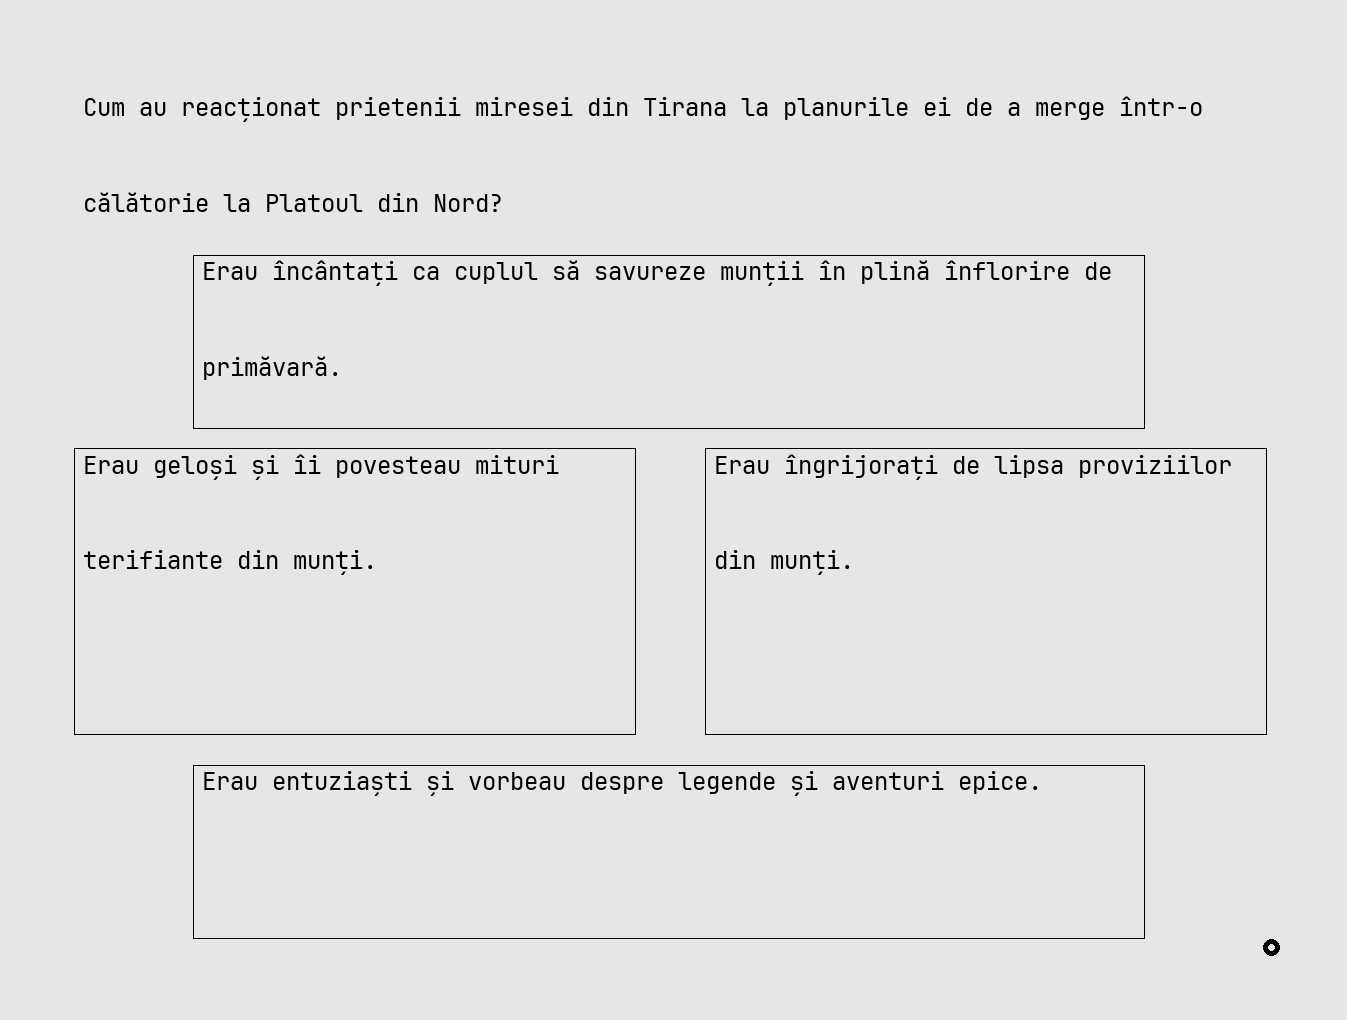 Cum au reacționat prietenii miresei din Tirana la planurile ei de a merge într-o
călătorie la Platoul din Nord?
Erau încântați ca cuplul să savureze munții în plină înflorire de
primăvară.
Erau geloși și îi povesteau mituri
terifiante din munți.
Erau îngrijorați de lipsa proviziilor
din munți.
Erau entuziaști și vorbeau despre legende și aventuri epice.